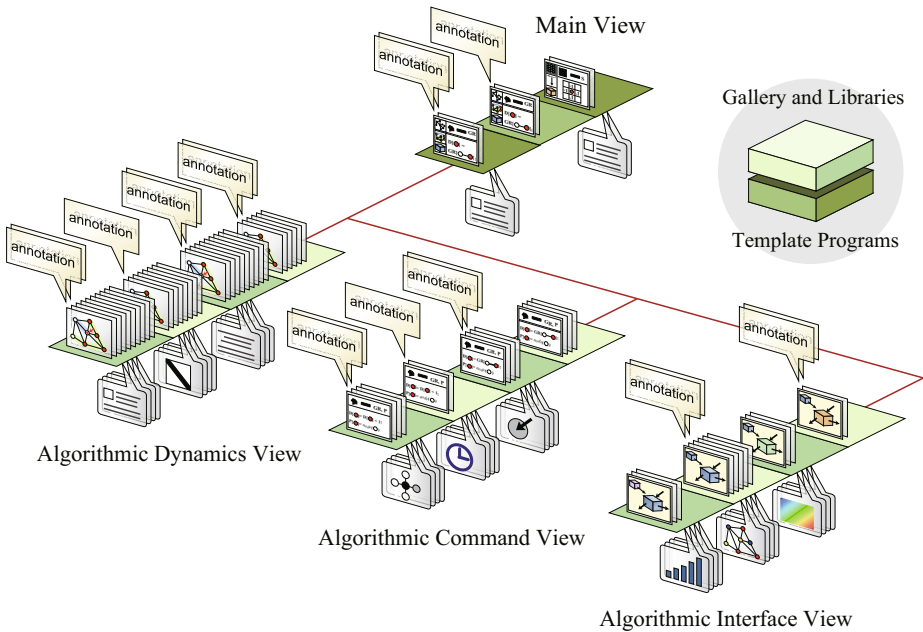 Main View
annotation
annotation
Gallery and Libraries
Template Programs
annotation
annotation
annotation
annotation
Algorithmic Dynamics View
annotation
annotation
annotation
Algorithmic Command View
annotation
annotation
Algorithmic Interface View